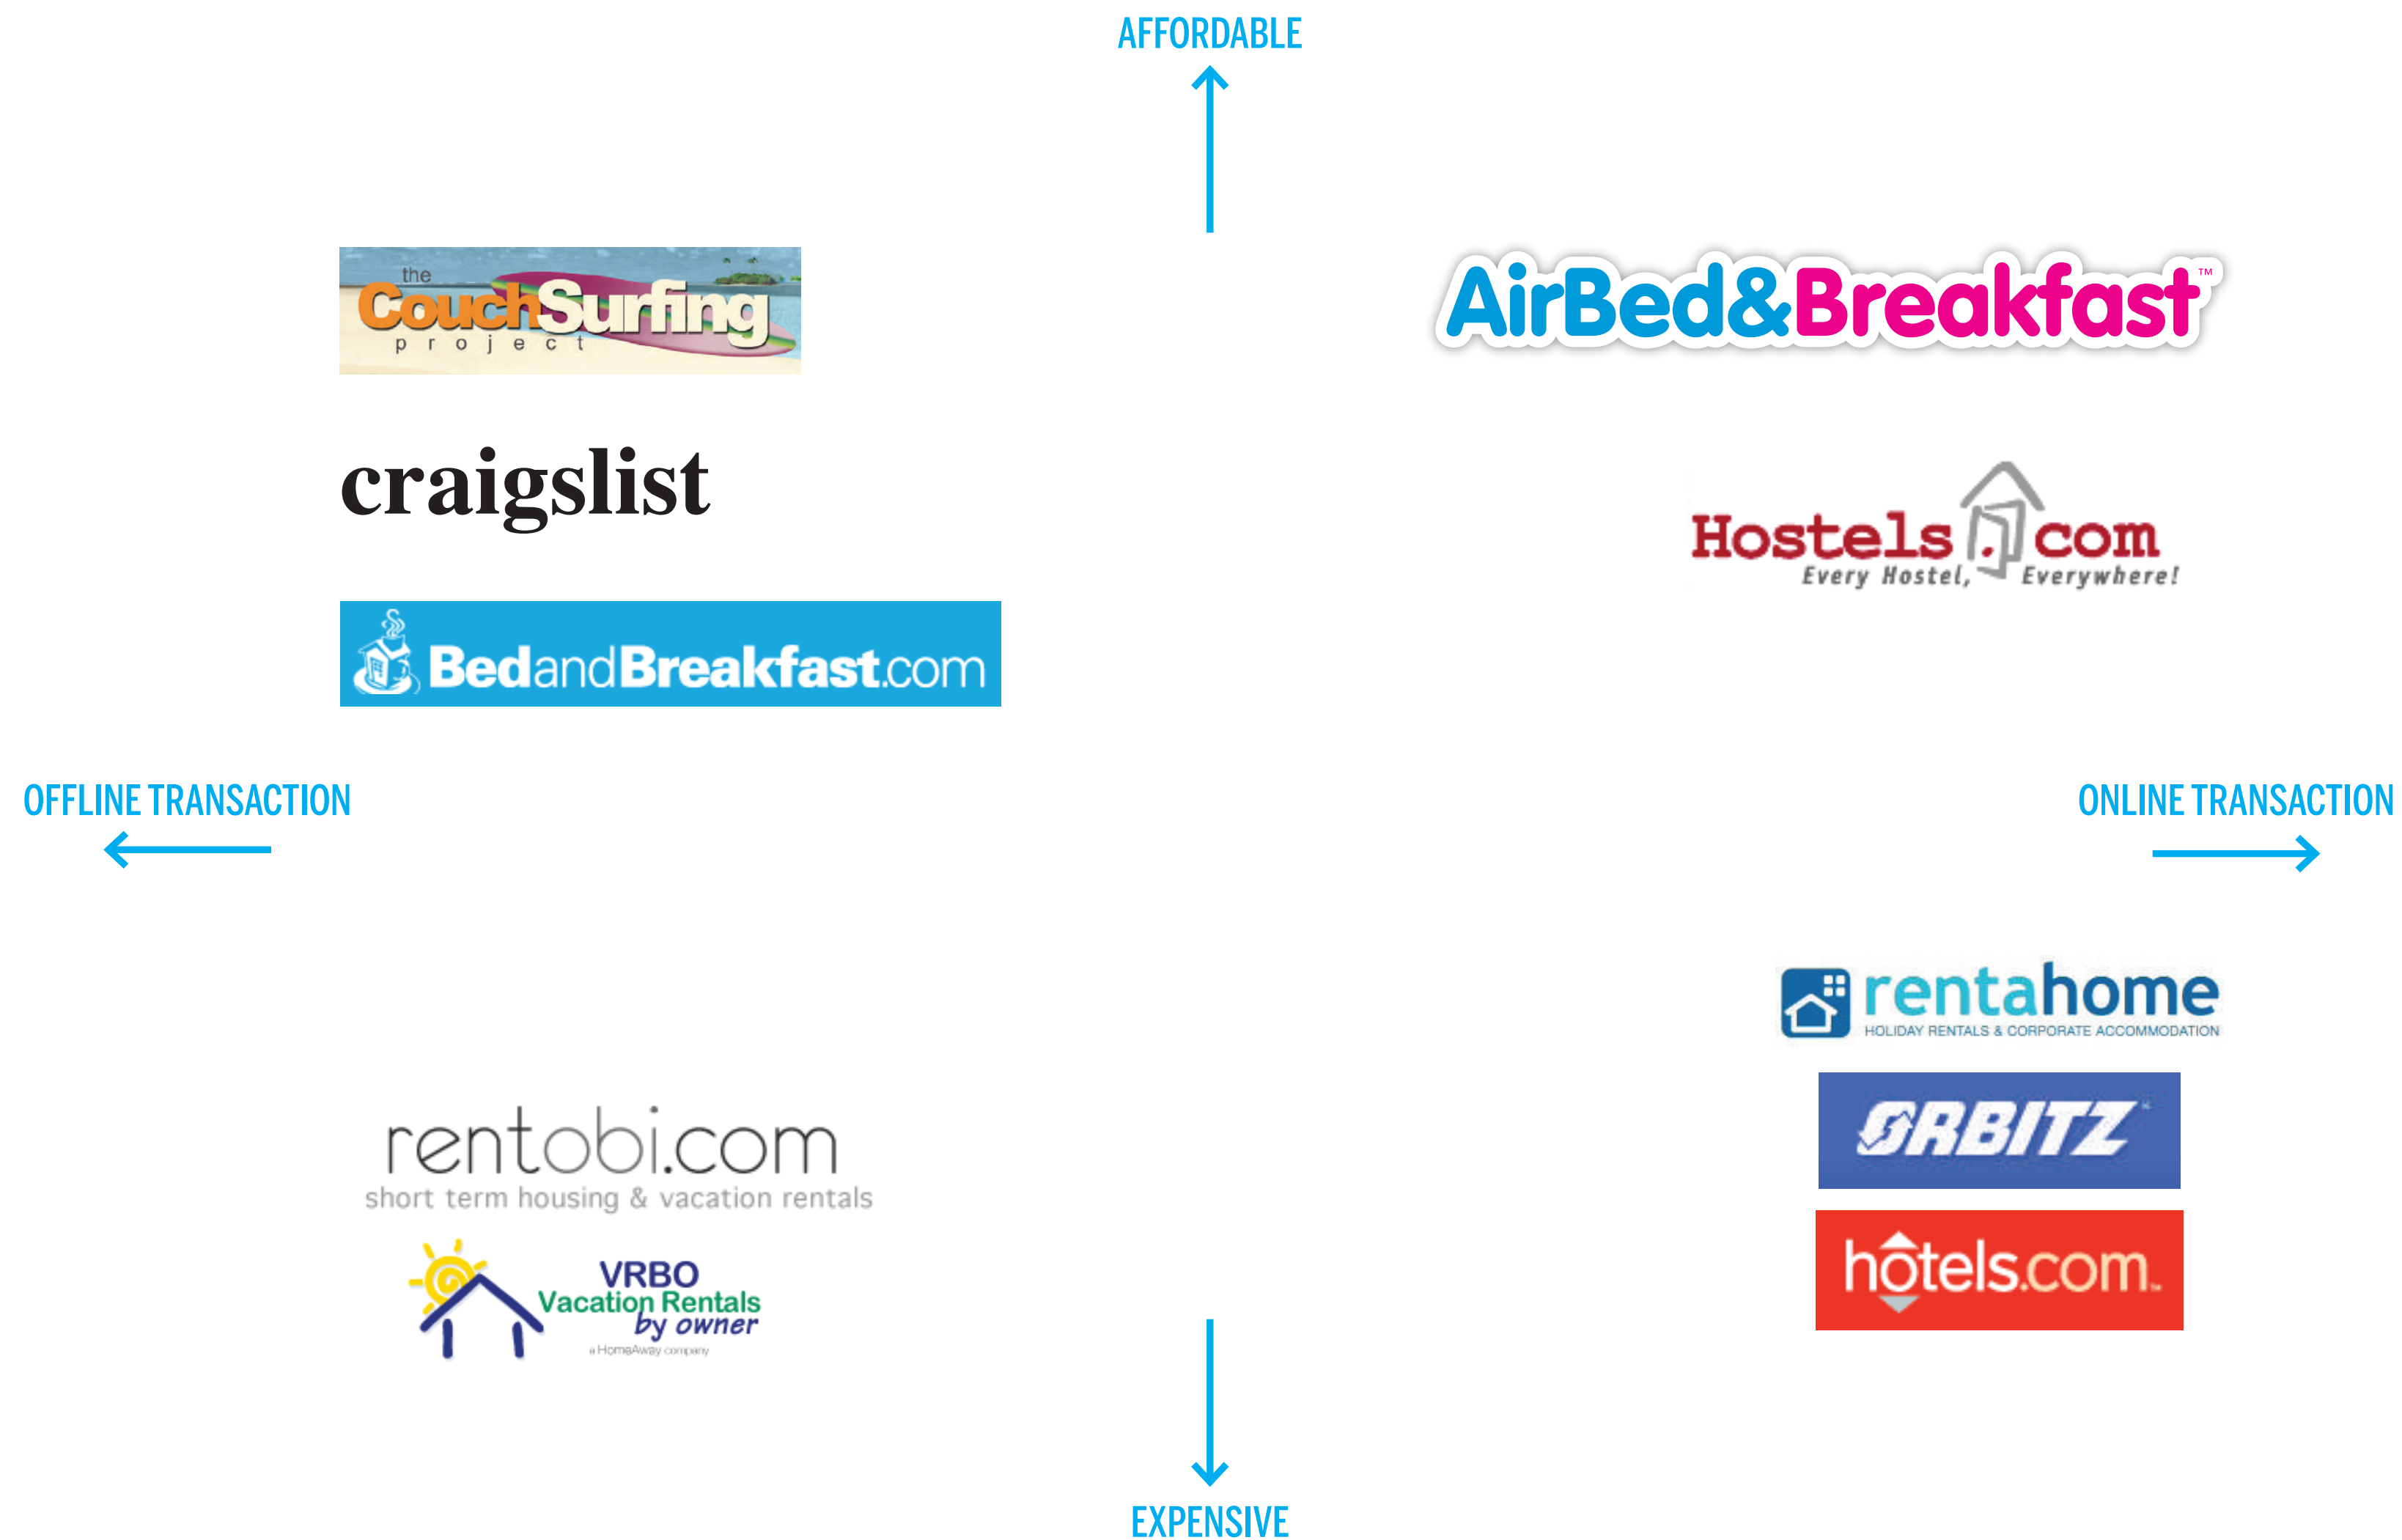 AFFORDABLE
the
CouchSurfing
project
AirBed&Breakfast™
craigslist
Hostels.com
Every Hostel, Everywhere!
BedandBreakfast.com
OFFLINE TRANSACTION
ONLINE TRANSACTION
rentahome
HOLIDAY RENTALS & CORPORATE ACCOMMODATION
rentobi.com
short term housing & vacation rentals
ORBITZ
hotels.com
VRBO
Vacation Rentals
by owner
a HomeAway company
EXPENSIVE